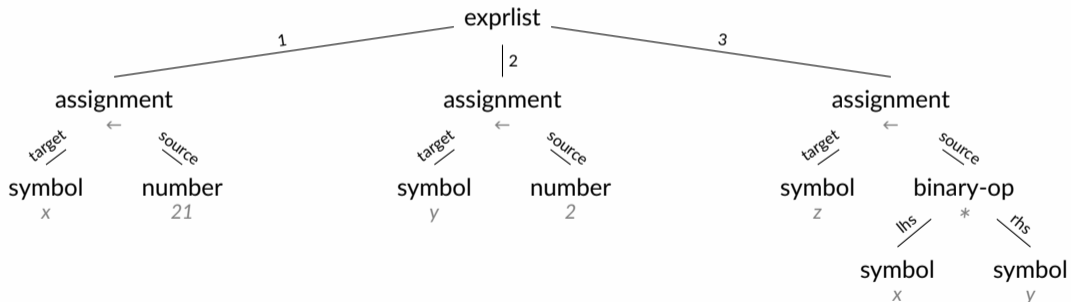 exprlist
1 2 3
assignment assignment assignment
← ← ←
target source target source target source
symbol number symbol number symbol binary-op
x 21 y 2 z *
lhs rhs
symbol symbol
x y